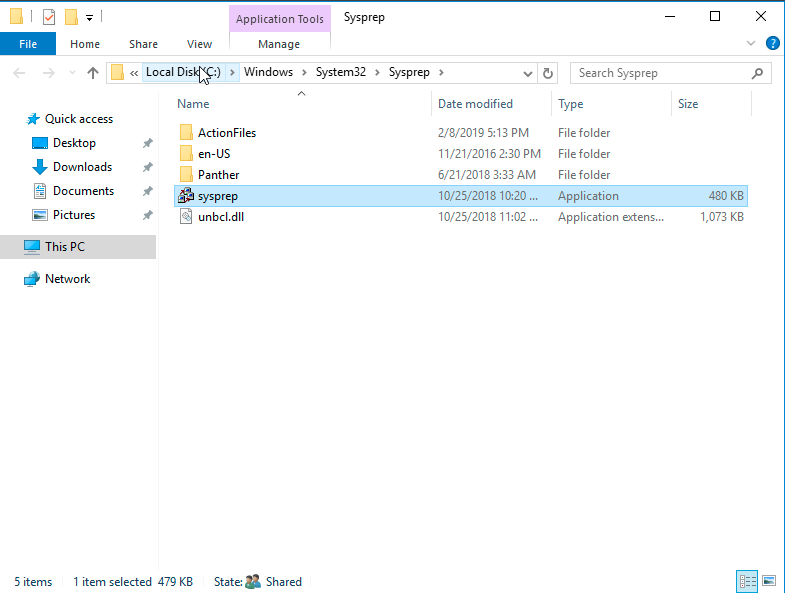 Application Tools
Sysprep
File
Home
Share
View
Manage
?
« Local Disk (C:) > Windows > System32 > Sysprep >
Search Sysprep
Name
Date modified
Type
Size
Quick access
Desktop
Downloads
Documents
Pictures
This PC
Network
ActionFiles 2/8/2019 5:13 PM File folder
en-US 11/21/2016 2:30 PM File folder
Panther 6/21/2018 3:33 AM File folder
sysprep 10/25/2018 10:20 ... Application 480 KB
unbcl.dll 10/25/2018 11:02 ... Application extens... 1,073 KB
5 items 1 item selected 479 KB State: Shared